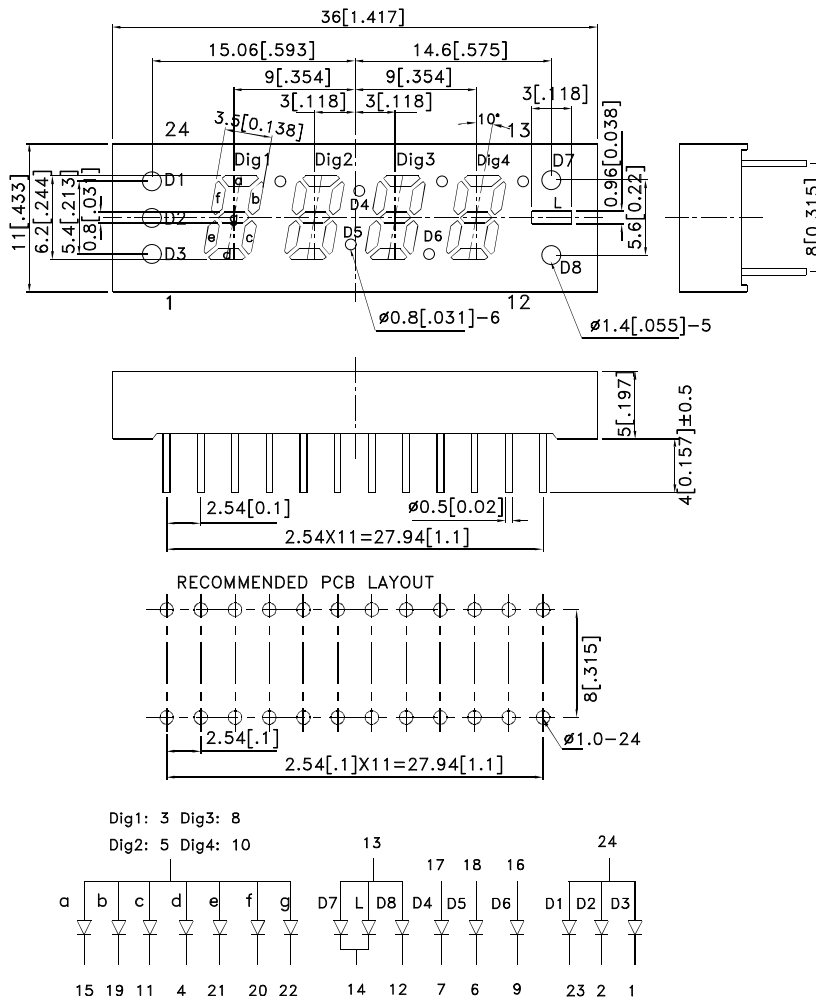 36[1.417]
15.06[.593] 14.6[.575]
9[.354] 9[.354]
3[.118] 3[.118] 3[.118]
24 3.5[0.138] 10° 13
Dig1 Dig2 Dig3 Dig4 D7
D1 a
f b D4
D2 g L
e c D5 D6
D3 d D8
11[.433]
6.2[.244]
5.4[.213]
0.8[.03
0.96[0.038]
5.6[0.22]
8[0.315]
1 12
ø0.8[.031]-6 ø1.4[.055]-5
5[.197]
4[0.157]±0.5
2.54[0.1] ø0.5[0.02]
2.54X11=27.94[1.1]
RECOMMENDED PCB LAYOUT
8[.315]
2.54[.1] ø1.0-24
2.54[.1]X11=27.94[1.1]
Dig1: 3 Dig3: 8
Dig2: 5 Dig4: 10 13 24
17 18 16
a b c d e f g D7 L D8 D4 D5 D6 D1 D2 D3
15 19 11 4 21 20 22 14 12 7 6 9 23 2 1